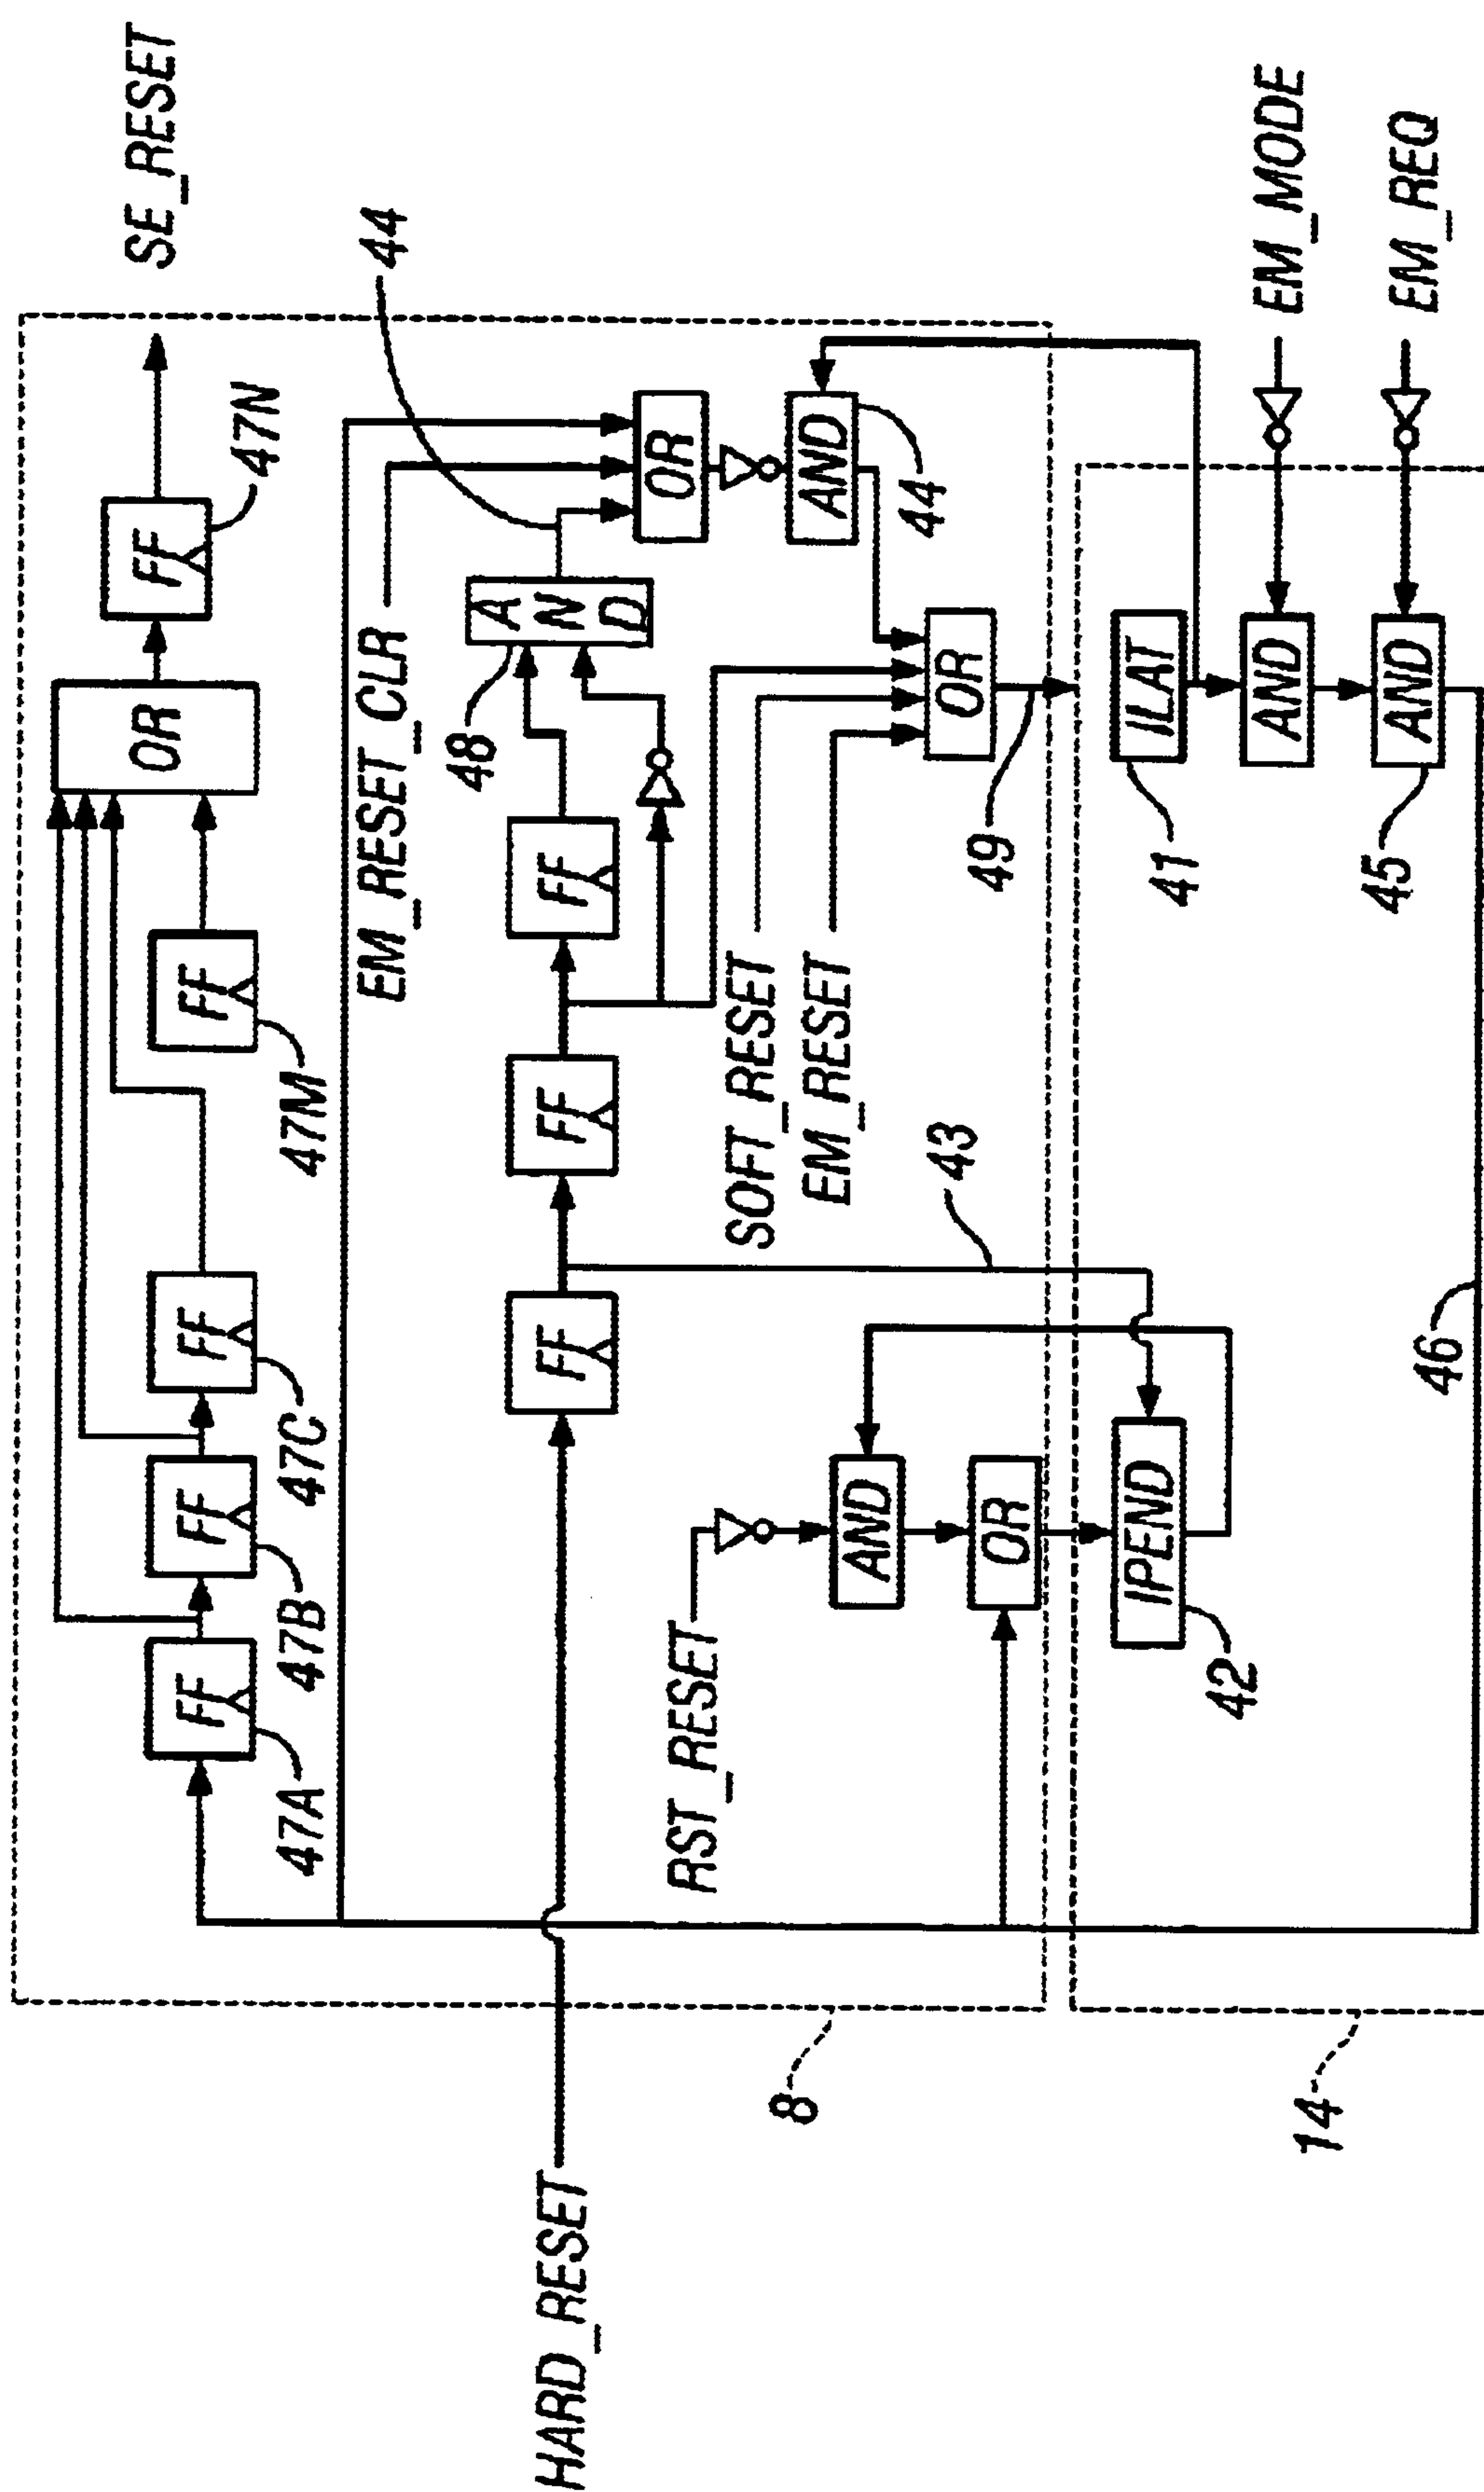 SE_RESET
FF
47N
OR
FF
47M
FF
47C
FF
47B
FF
47A
44
EM_RESET_CLR
OR
AND
44
AND
48
FF
FF
FF
HARD_RESET
SOFT_RESET
EM_RESET
OR
49
43
RST_RESET
AND
OR
8
IPEND
42
ILAT
41
AND
EM_MODE
AND
45
EM_REQ
46
14